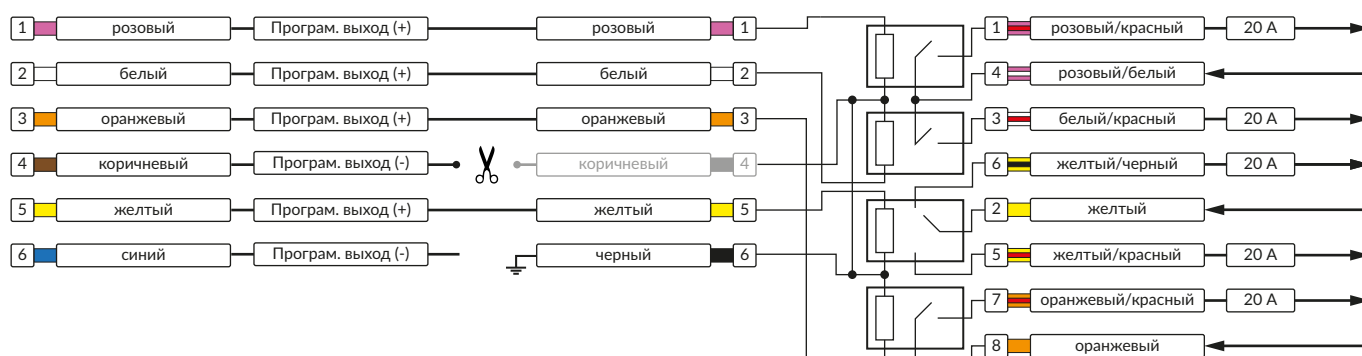 1 розовый Програм. выход (+) розовый 1 1 розовый/красный 20 А
2 белый Програм. выход (+) белый 2 4 розовый/белый
3 оранжевый Програм. выход (+) оранжевый 3 3 белый/красный 20 А
4 коричневый Програм. выход (-) коричневый 4 6 желтый/черный 20 А
5 желтый Програм. выход (+) желтый 5 2 желтый
6 синий Програм. выход (-) черный 6 5 желтый/красный 20 А
7 оранжевый/красный 20 А
8 оранжевый